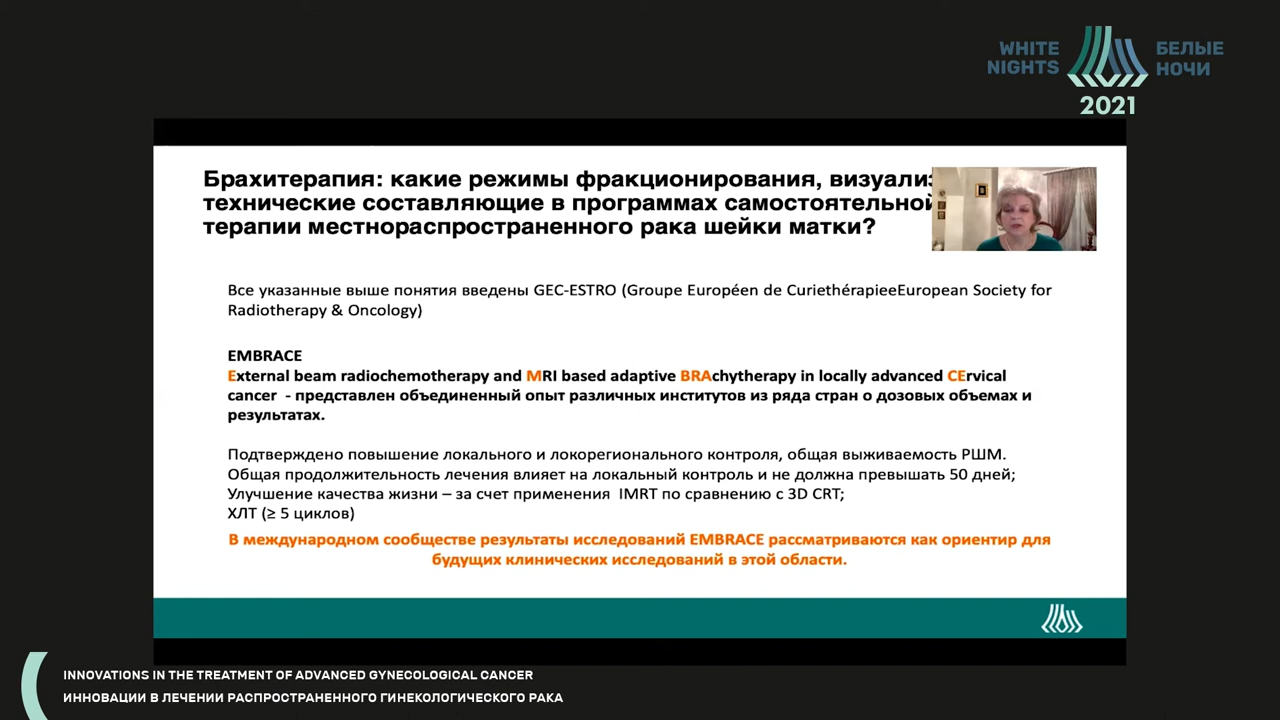 WHITE
NIGHTS
БЕЛЫЕ
НОЧИ
2021
Брахитерапия: какие режимы фракционирования,
технические составляющие в программах самостоятельной
терапии местнораспространенного рака шейки матки?
Все указанные выше понятия введены GEC-ESTRO (Groupe Européen de CuriethérapieeEuropean Society for
Radiotherapy & Oncology)
EMBRACE
External beam radiochemotherapy and MRI based adaptive BRAchytherapy in locally advanced CErvical
cancer - представлен объединенный опыт различных институтов из ряда стран о дозовых объемах и
результатах.
Подтверждено повышение локального и локорегионального контроля, общая выживаемость РШМ.
Общая продолжительность лечения влияет на локальный контроль и не должна превышать 50 дней;
Улучшение качества жизни – за счет применения IMRT по сравнению с 3D CRT;
ХЛТ (≥ 5 циклов)
В международном сообществе результаты исследований EMBRACE рассматриваются как ориентир для
будущих клинических исследований в этой области.
INNOVATIONS IN THE TREATMENT OF ADVANCED GYNECOLOGICAL CANCER
ИННОВАЦИИ В ЛЕЧЕНИИ РАСПРОСТРАНЕННОГО ГИНЕКОЛОГИЧЕСКОГО РАКА